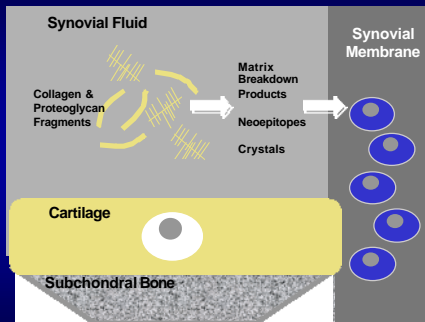 Synovial Fluid
Synovial
Membrane
Collagen &
Proteoglycan
Fragments
Matrix
Breakdown
Products
Neoepitopes
Crystals
Cartilage
Subchondral Bone